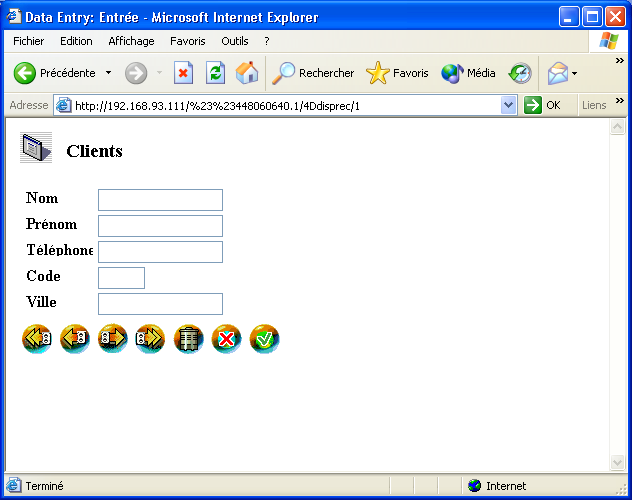 Data Entry: Entrée - Microsoft Internet Explorer
Fichier Edition Affichage Favoris Outils ?
Précédente Rechercher Favoris Média »
Adresse http://192.168.93.111/%23%23448060640.1/4Ddisprec/1 OK Liens »
Clients
Nom
Prénom
Téléphone
Code
Ville
Terminé Internet